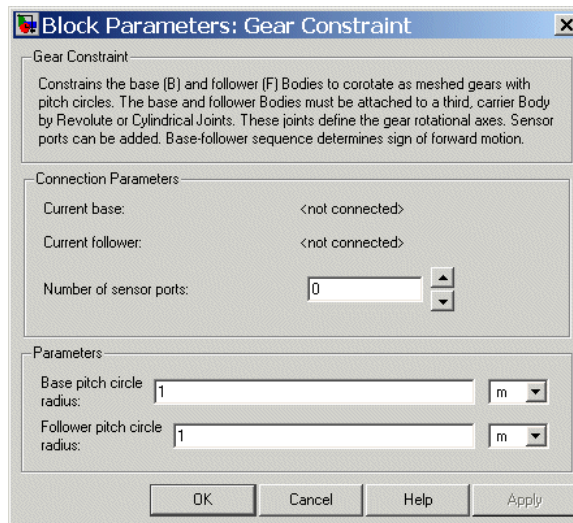 Block Parameters: Gear Constraint
Gear Constraint
Constrains the base (B) and follower (F) Bodies to corotate as meshed gears with
pitch circles. The base and follower Bodies must be attached to a third, carrier Body
by Revolute or Cylindrical Joints. These joints define the gear rotational axes. Sensor
ports can be added. Base-follower sequence determines sign of forward motion.
Connection Parameters
Current base: <not connected>
Current follower: <not connected>
Number of sensor ports: 0
Parameters
Base pitch circle
radius: 1 m
Follower pitch circle
radius: 1 m
OK Cancel Help Apply